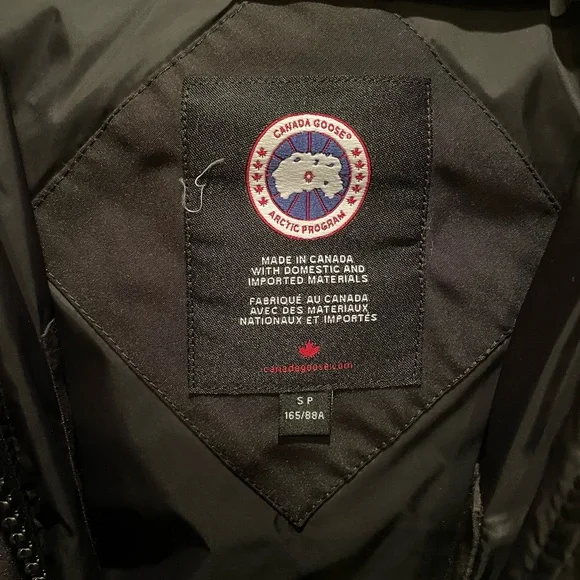 CANADA GOOSE®
ARCTIC PROGRAM
MADE IN CANADA
WITH DOMESTIC AND
IMPORTED MATERIALS
FABRIQUÉ AU CANADA
AVEC DES MATERIAUX
NATIONAUX ET IMPORTÉS
canadagoose.com
S P
165/88A